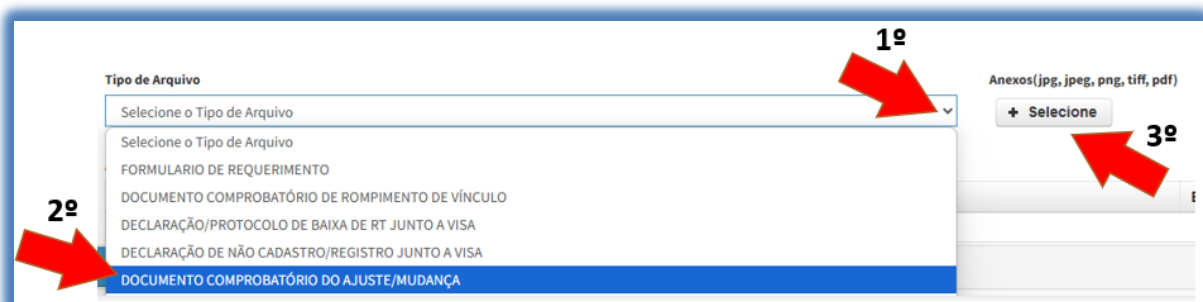 1º
Tipo de Arquivo
Anexos(jpg, jpeg, png, tiff, pdf)
Selecione o Tipo de Arquivo
+ Selecione
3º
Selecione o Tipo de Arquivo
FORMULARIO DE REQUERIMENTO
DOCUMENTO COMPROBATÓRIO DE ROMPIMENTO DE VÍNCULO
2º
DECLARAÇÃO/PROTOCOLO DE BAIXA DE RT JUNTO A VISA
DECLARAÇÃO DE NÃO CADASTRO/REGISTRO JUNTO A VISA
DOCUMENTO COMPROBATÓRIO DO AJUSTE/MUDANÇA